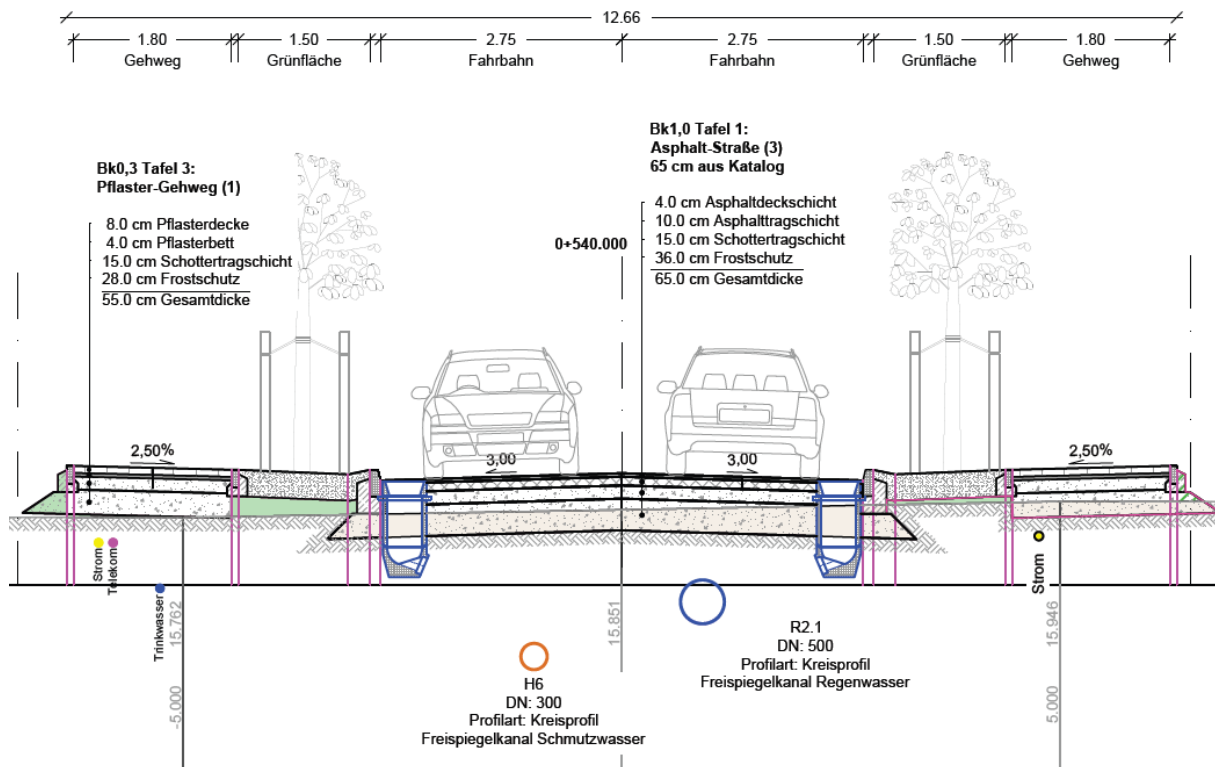 12.66
1.80 1.50 2.75 2.75 1.50 1.80
Gehweg Grünfläche Fahrbahn Fahrbahn Grünfläche Gehweg
Bk0,3 Tafel 3:
Pflaster-Gehweg (1)
8.0 cm Pflasterdecke
4.0 cm Pflasterbett
15.0 cm Schottertragschicht
28.0 cm Frostschutz
55.0 cm Gesamtdicke
Bk1,0 Tafel 1:
Asphalt-Straße (3)
65 cm aus Katalog
4.0 cm Asphaltdeckschicht
10.0 cm Asphalttragschicht
15.0 cm Schottertragschicht
36.0 cm Frostschutz
65.0 cm Gesamtdicke
0+540.000
2,50% 3,00 3,00 2,50%
Strom
Telekom
Trinkwasser
15.762
-5.000
15.851
Strom
15.946
5.000
H6
DN: 300
Profilart: Kreisprofil
Freispiegelkanal Schmutzwasser
R2.1
DN: 500
Profilart: Kreisprofil
Freispiegelkanal Regenwasser